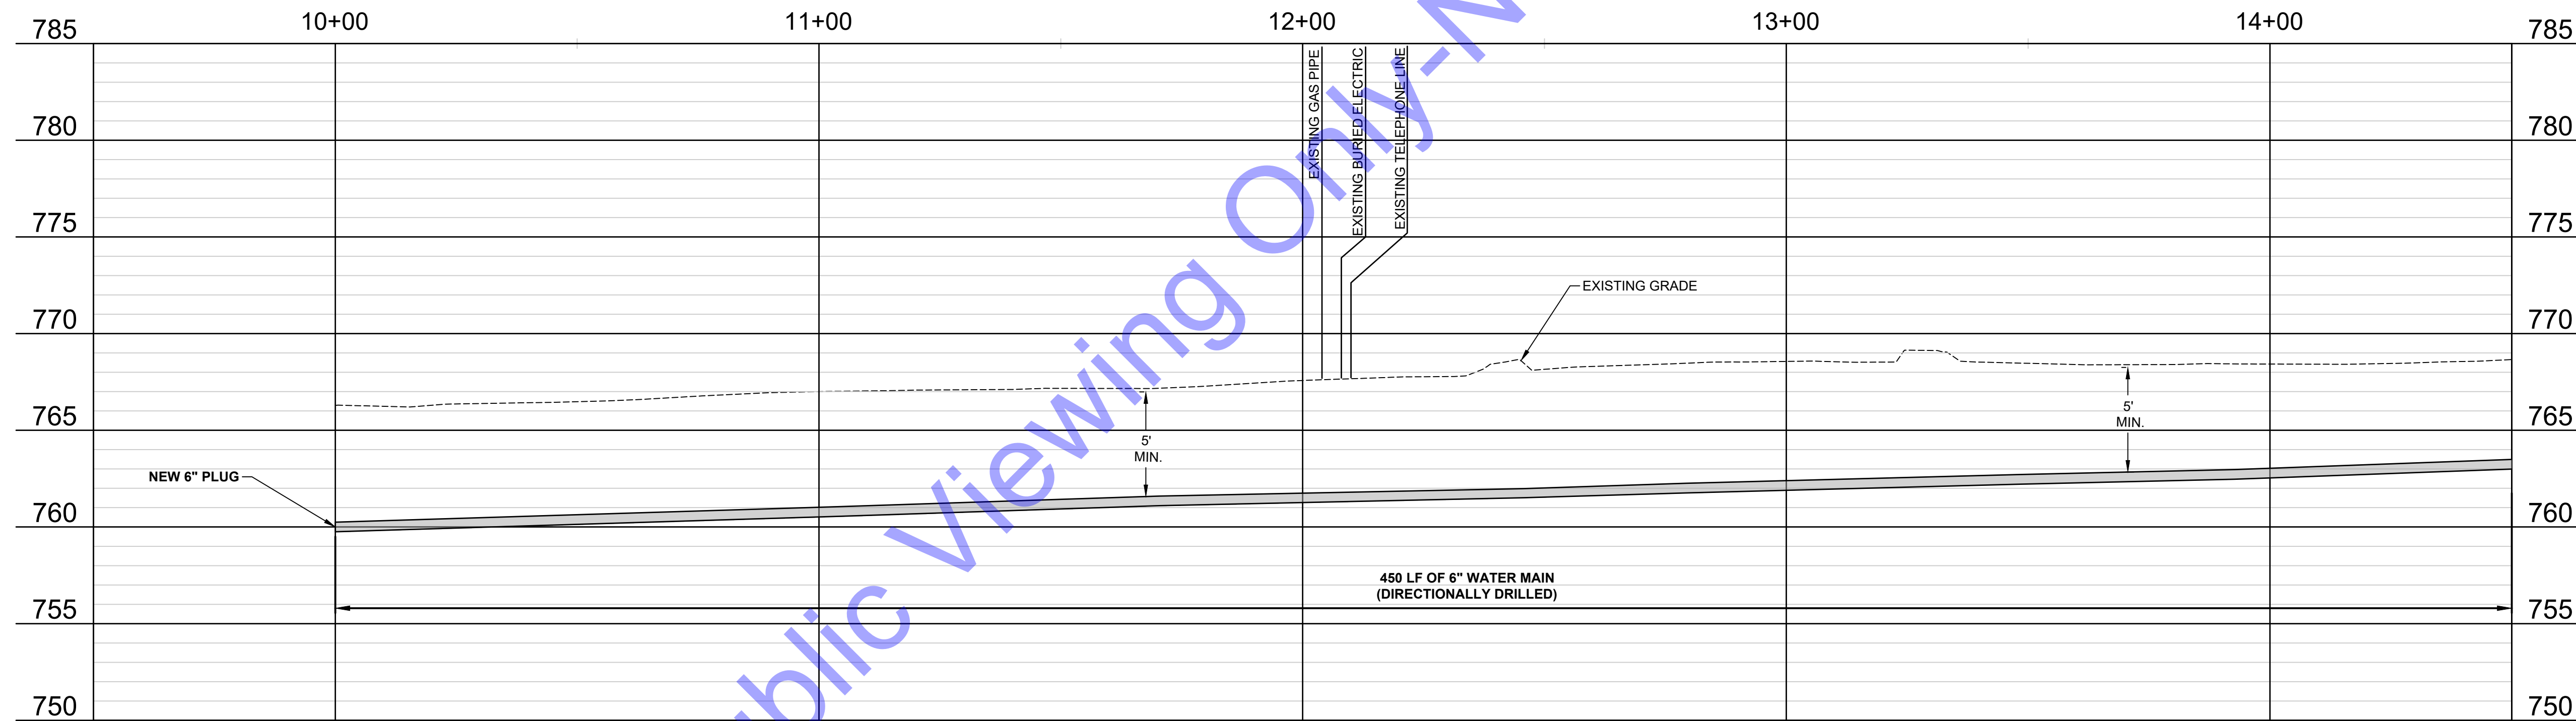 10+00 11+00 12+00 13+00 14+00
785 785
780 780
775 775
770 770
765 765
760 760
755 755
750 750
EXISTING GAS PIPE
EXISTING BURIED ELECTRIC
EXISTING TELEPHONE LINE
EXISTING GRADE
5'
MIN.
5'
MIN.
NEW 6" PLUG
450 LF OF 6" WATER MAIN
(DIRECTIONALLY DRILLED)
Viewing Only-